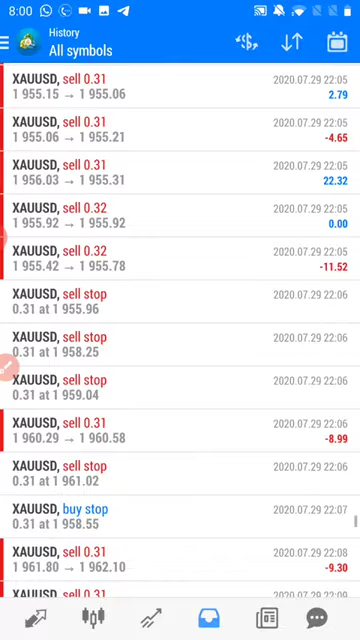 8:00
History
All symbols
XAUUSD, sell 0.31 2020.07.29 22:05
1 955.15 → 1 955.06 2.79
XAUUSD, sell 0.31 2020.07.29 22:05
1 955.06 → 1 955.21 -4.65
XAUUSD, sell 0.31 2020.07.29 22:05
1 956.03 → 1 955.31 22.32
XAUUSD, sell 0.32 2020.07.29 22:05
1 955.92 → 1 955.92 0.00
XAUUSD, sell 0.32 2020.07.29 22:05
1 955.42 → 1 955.78 -11.52
XAUUSD, sell stop 2020.07.29 22:06
0.31 at 1 955.96
XAUUSD, sell stop 2020.07.29 22:06
0.31 at 1 958.25
XAUUSD, sell stop 2020.07.29 22:06
0.31 at 1 959.04
XAUUSD, sell 0.31 2020.07.29 22:06
1 960.29 → 1 960.58 -8.99
XAUUSD, sell stop 2020.07.29 22:06
0.31 at 1 961.02
XAUUSD, buy stop 2020.07.29 22:07
0.31 at 1 958.55
XAUUSD, sell 0.31 2020.07.29 22:08
1 961.80 → 1 962.10 -9.30
XAUUSD, sell 0.31 2020.07.29 22:09